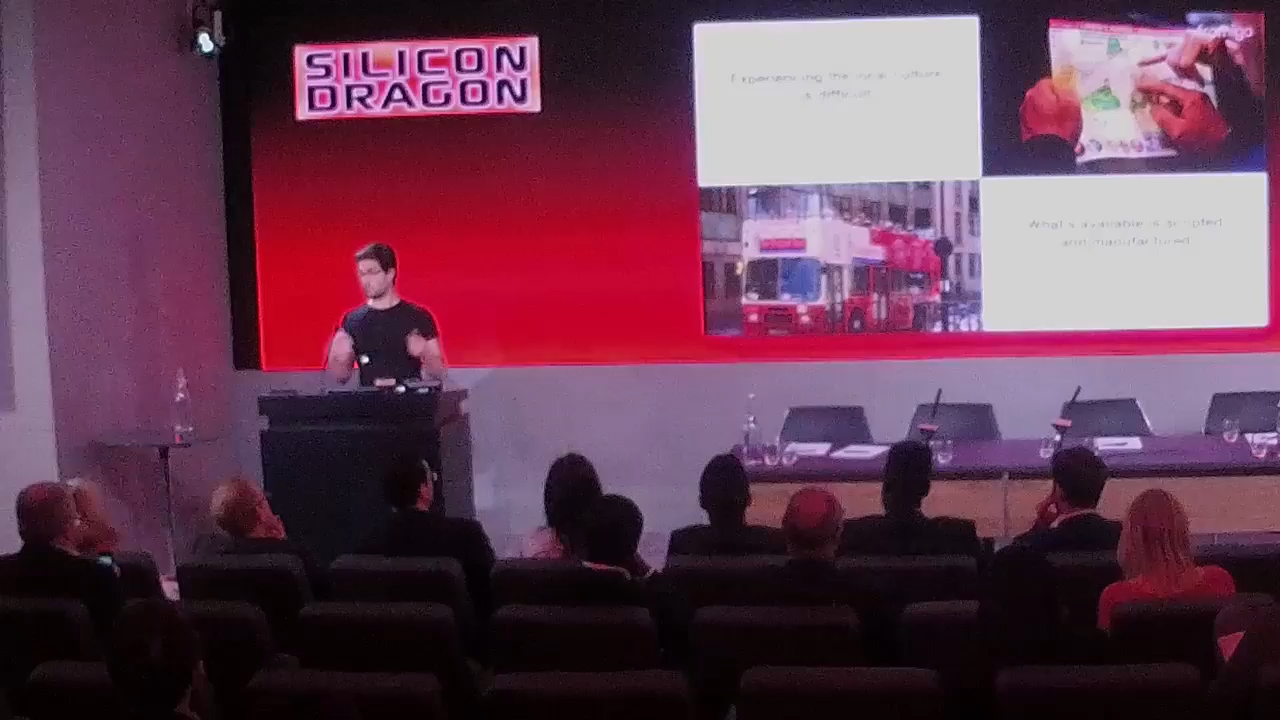 SILICON
DRAGON
Experiencing the local culture
is difficult
What's available is scripted
and manufactured